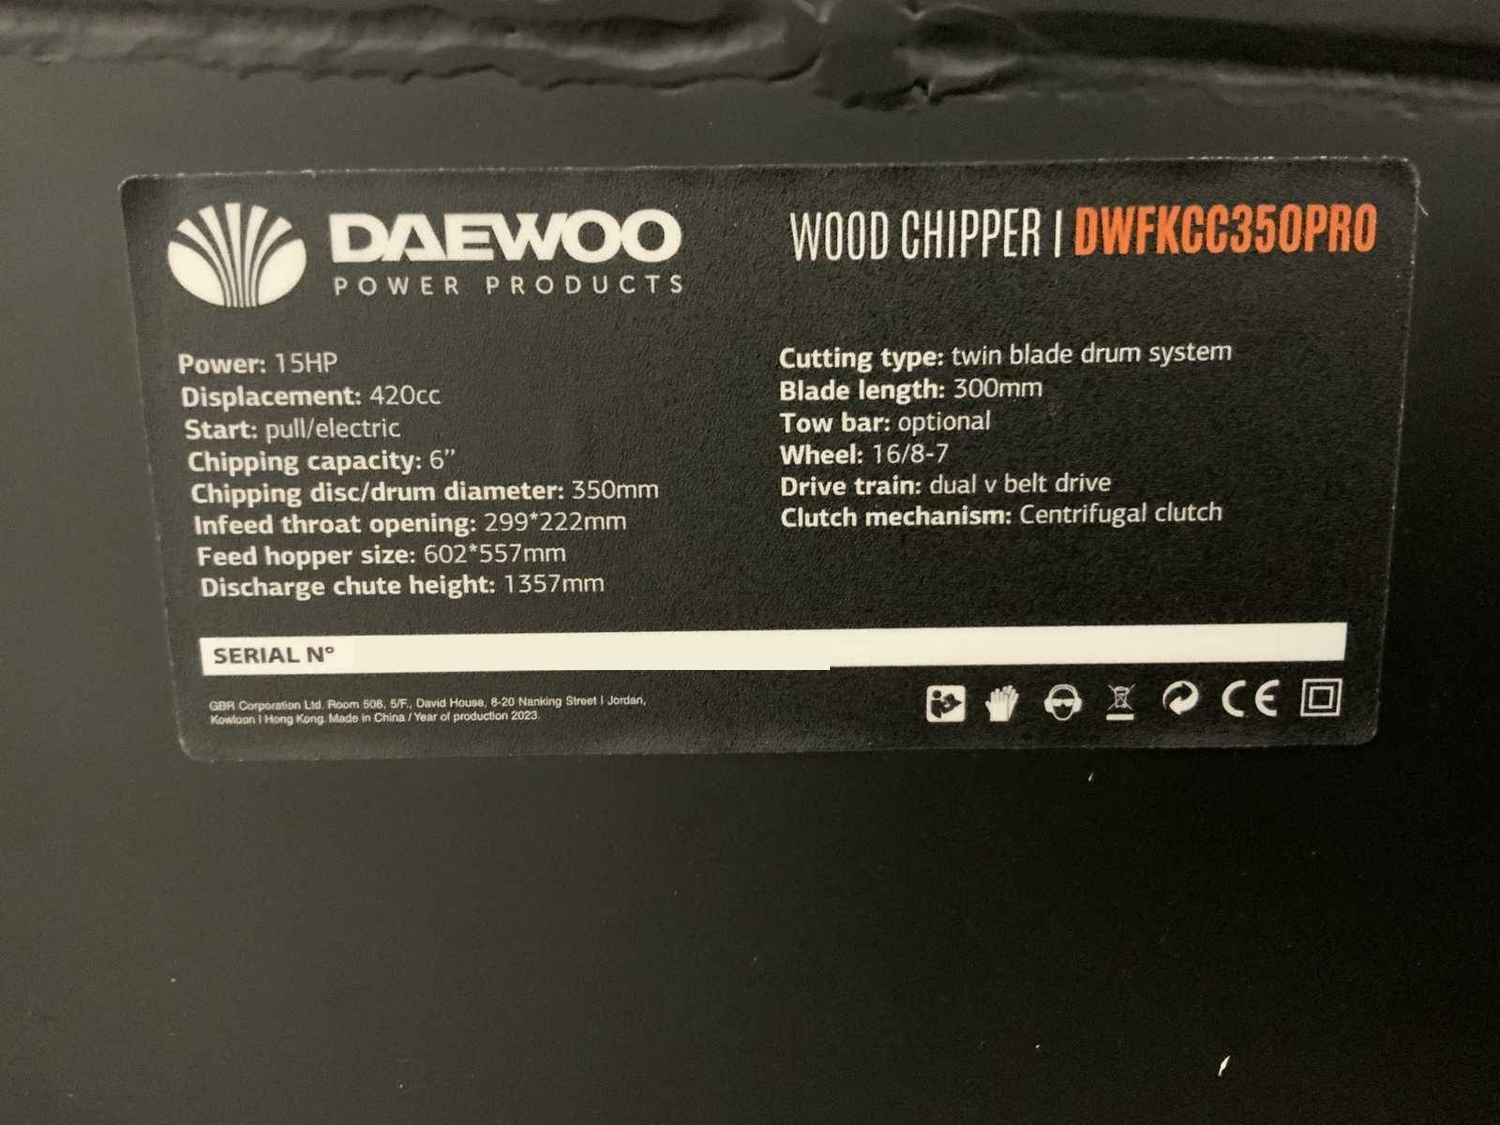 DAEWOO
POWER PRODUCTS
WOOD CHIPPER | DWFKCC350PRO
Power: 15HP
Displacement: 420cc
Start: pull/electric
Chipping capacity: 6”
Chipping disc/drum diameter: 350mm
Infeed throat opening: 299*222mm
Feed hopper size: 602*557mm
Discharge chute height: 1357mm
Cutting type: twin blade drum system
Blade length: 300mm
Tow bar: optional
Wheel: 16/8-7
Drive train: dual v belt drive
Clutch mechanism: Centrifugal clutch
SERIAL Nº
GBR Corporation Ltd. Room 508, 5/F., David House, 8-20 Nanking Street | Jordan,
Kowloon | Hong Kong. Made in China / Year of production 2023.
CE